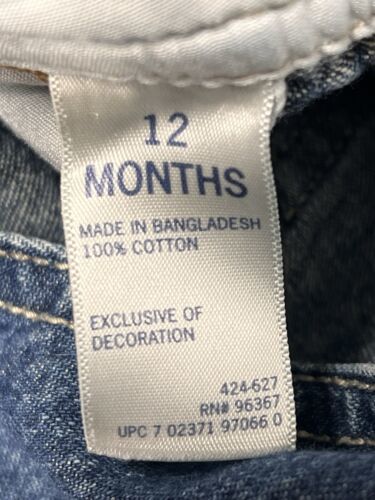 12
MONTHS
MADE IN BANGLADESH
100% COTTON
EXCLUSIVE OF
DECORATION
424-627
RN# 96367
UPC 7 02371 97066 0